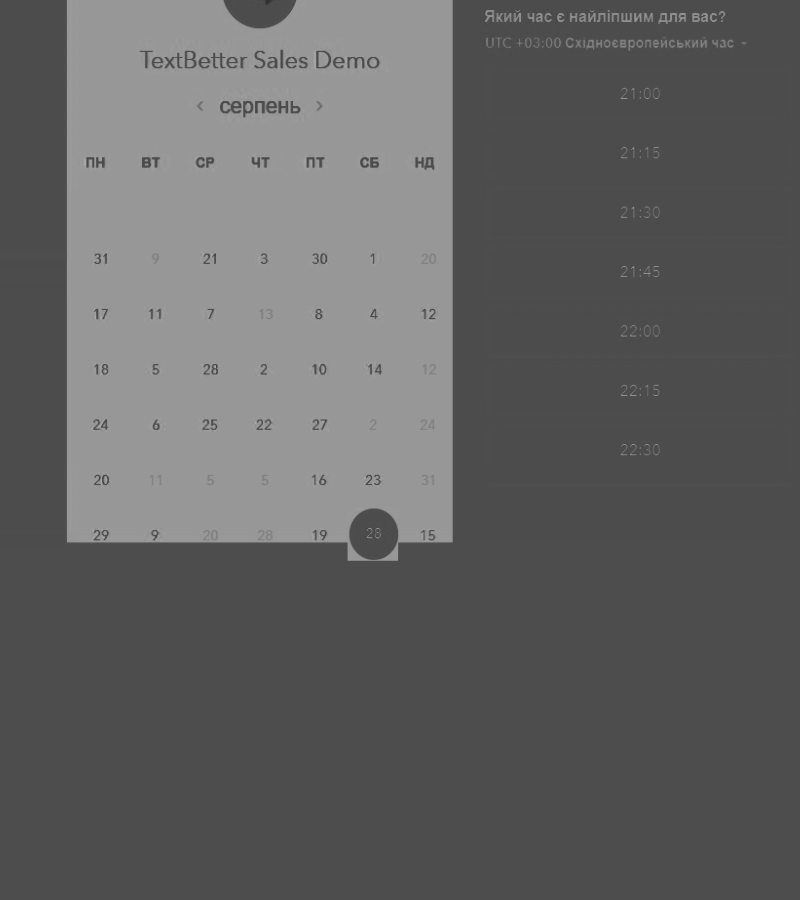 TextBetter Sales Demo
серпень
ПН ВТ СР ЧТ ПТ СБ НД
31 9 21 3 30 1 20
17 11 7 13 8 4 12
18 5 28 2 10 14 12
24 6 25 22 27 2 24
20 11 5 5 16 23 31
29 9 20 28 19 28 15
Який час є найліпшим для вас?
UTC +03:00 Східноєвропейський час
21:00
21:15
21:30
21:45
22:00
22:15
22:30